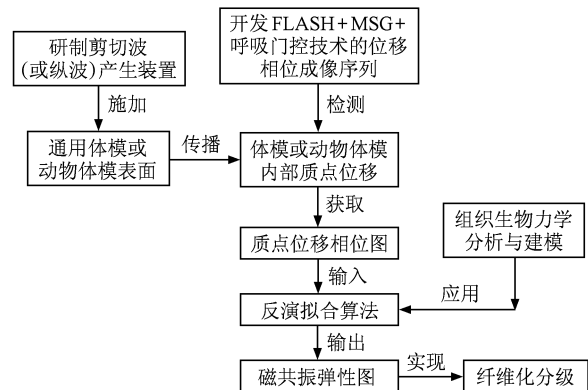 研制剪切波
(或纵波)产生装置
开发FLASH+MSG+
呼吸门控技术的位移
相位成像序列
施加
检测
通用体模或
动物体模表面
传播
体模或动物体模
内部质点位移
获取
质点位移相位图
组织生物力学
分析与建模
输入
应用
反演拟合算法
输出
磁共振弹性图
实现
纤维化分级